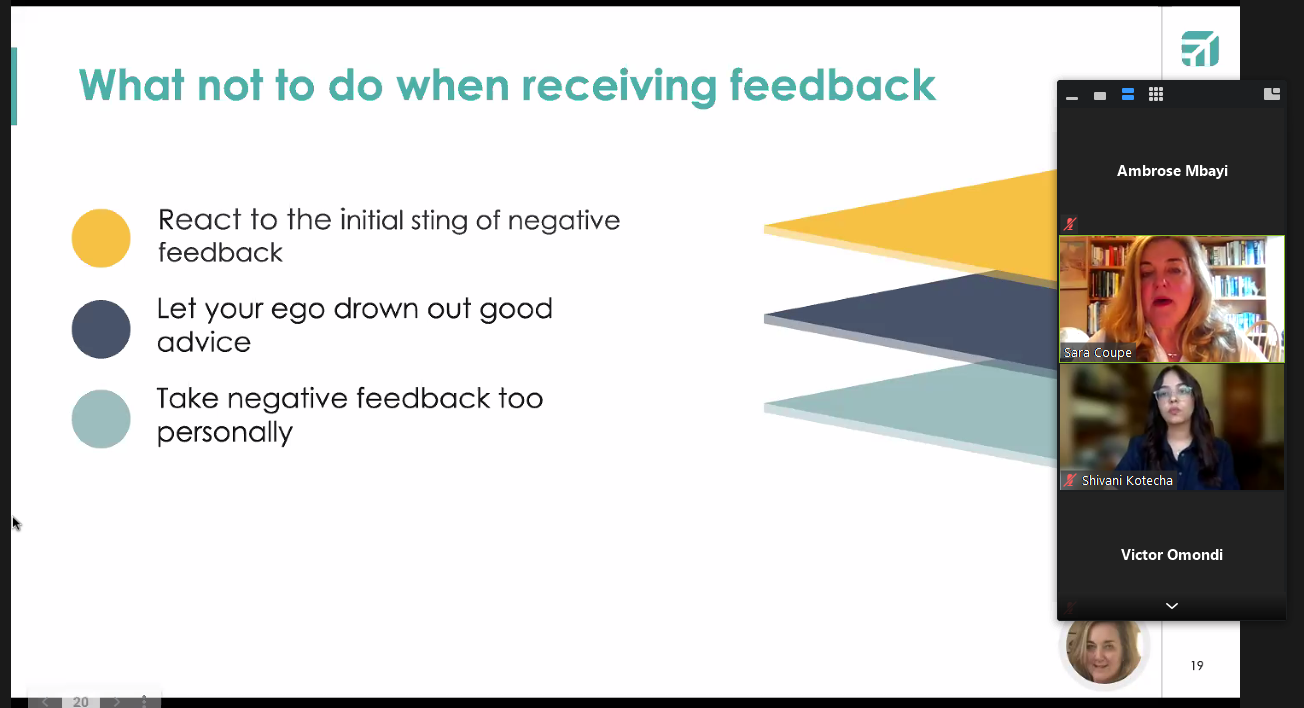 What not to do when receiving feedback
React to the initial sting of negative
feedback
Let your ego drown out good
advice
Take negative feedback too
personally
Ambrose Mbayi
Sara Coupe
Shivani Kotecha
Victor Omondi
19
20